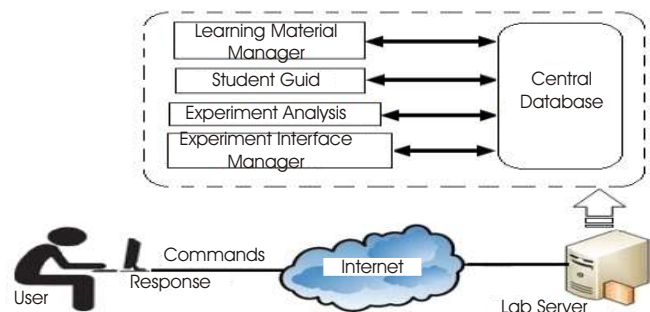 Learning Material
Manager
Student Guid
Experiment Analysis
Experiment Interface
Manager
Central
Database
Commands
Response
User
Internet
Lab Server